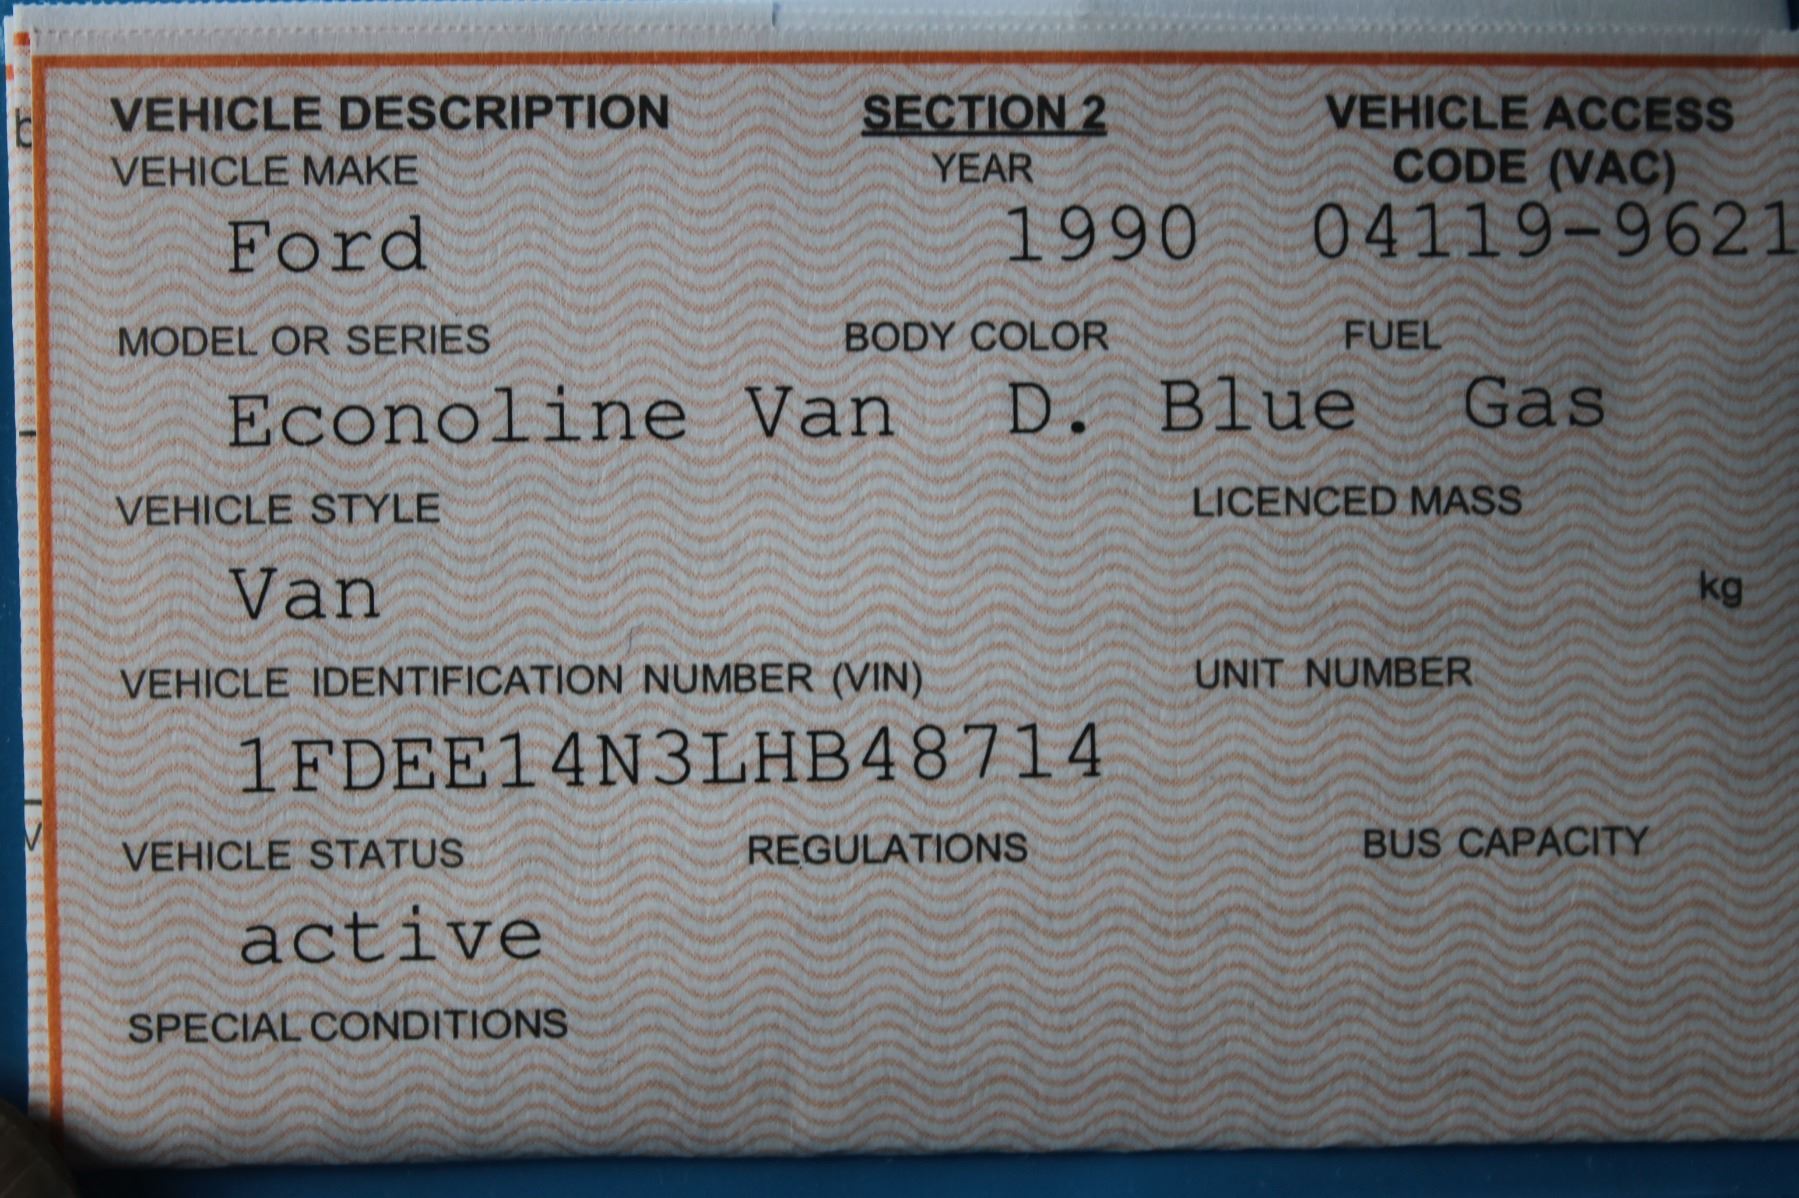 VEHICLE DESCRIPTION SECTION 2 VEHICLE ACCESS
VEHICLE MAKE YEAR CODE (VAC)
Ford 1990 04119-9621
MODEL OR SERIES BODY COLOR FUEL
Econoline Van D. Blue Gas
VEHICLE STYLE LICENCED MASS
Van kg
VEHICLE IDENTIFICATION NUMBER (VIN) UNIT NUMBER
1FDEE14N3LHB48714
VEHICLE STATUS REGULATIONS BUS CAPACITY
active
SPECIAL CONDITIONS